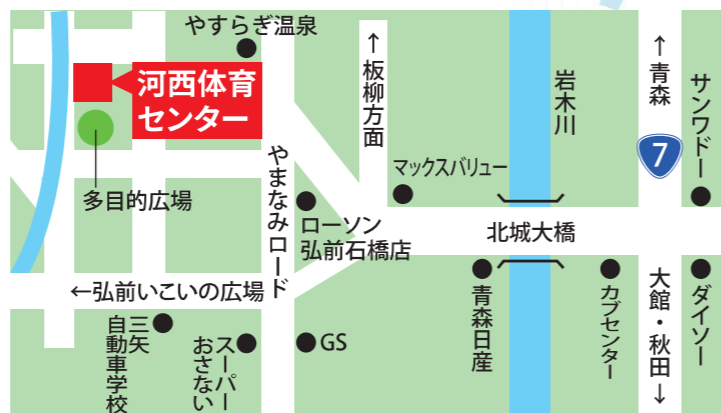 やすらぎ温泉
河西体育
センター
多目的広場
やまなみロード
↑板柳方面
マックスバリュー
ローソン
弘前石橋店
岩木川
北城大橋
↑青森
7
サンワドー
←弘前いこいの広場
三矢
自動車学校
スーパー
おさない
GS
青森日産
カブセンター
大館・秋田↓
ダイソー